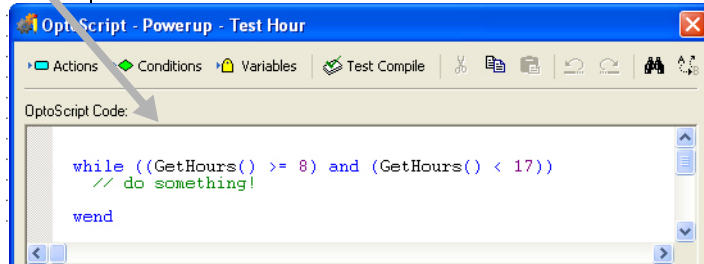 OptoScript - Powerup - Test Hour
Actions Conditions Variables Test Compile
OptoScript Code:
while ((GetHours() >= 8) and (GetHours() < 17))
// do something!
wend